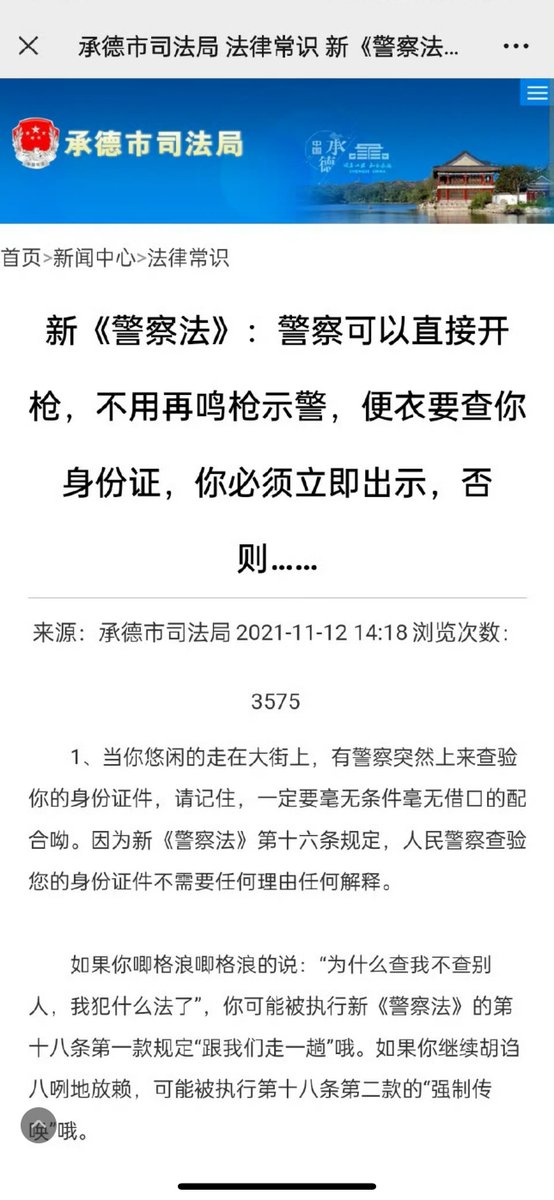 承德市司法局 法律常识 新《警察法...
承德市司法局
首页>新闻中心>法律常识
新《警察法》：警察可以直接开
枪，不用再鸣枪示警，便衣要查你
身份证，你必须立即出示，否
则......
来源：承德市司法局 2021-11-12 14:18 浏览次数：
3575
1、当你悠闲的走在大街上，有警察突然上来查验
你的身份证件，请记住，一定要毫无条件毫无借口的配
合呦。因为新《警察法》第十六条规定，人民警察查验
您的身份证件不需要任何理由任何解释。
如果你唧格浪唧格浪的说：“为什么查我不查别
人，我犯什么法了”，你可能被执行新《警察法》的第
十八条第一款规定“跟我们走一趟”哦。如果你继续胡诌
八咧地放赖，可能被执行第十八条第二款的“强制传
唤”哦。